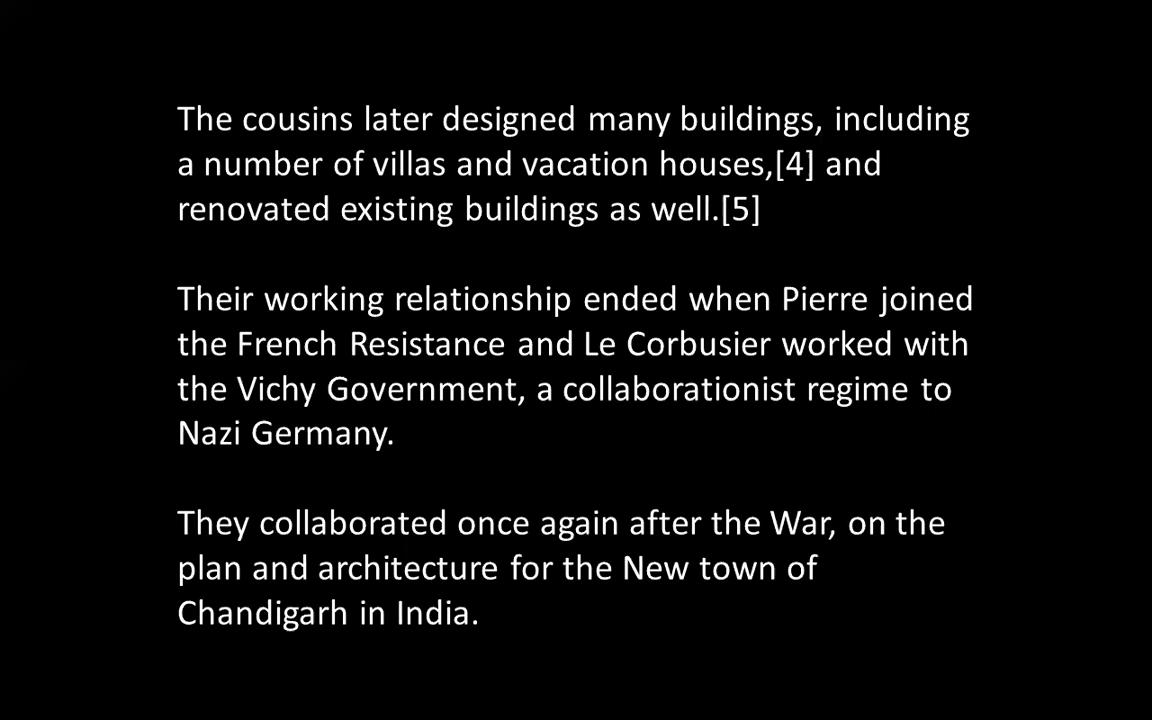 The cousins later designed many buildings, including
a number of villas and vacation houses,[4] and
renovated existing buildings as well.[5]
Their working relationship ended when Pierre joined
the French Resistance and Le Corbusier worked with
the Vichy Government, a collaborationist regime to
Nazi Germany.
They collaborated once again after the War, on the
plan and architecture for the New town of
Chandigarh in India.